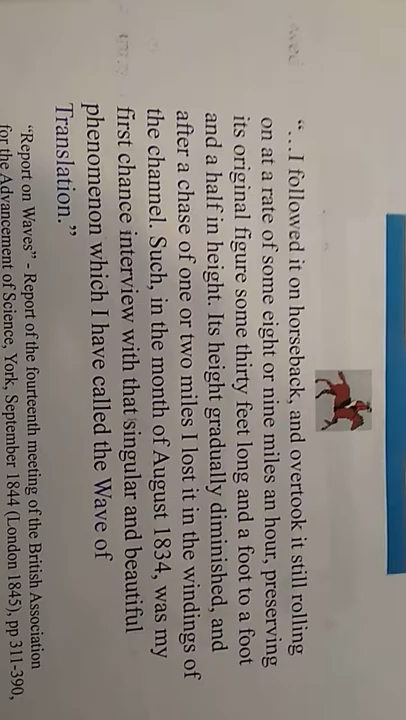 “ …I followed it on horseback, and overtook it still rolling
on at a rate of some eight or nine miles an hour, preserving
its original figure some thirty feet long and a foot to a foot
and a half in height. Its height gradually diminished, and
after a chase of one or two miles I lost it in the windings of
the channel. Such, in the month of August 1834, was my
first chance interview with that singular and beautiful
phenomenon which I have called the Wave of
Translation.”
“Report on Waves” -Report of the fourteenth meeting of the British Association
for the Advancement of Science, York, September 1844 (London 1845), pp 311-390,